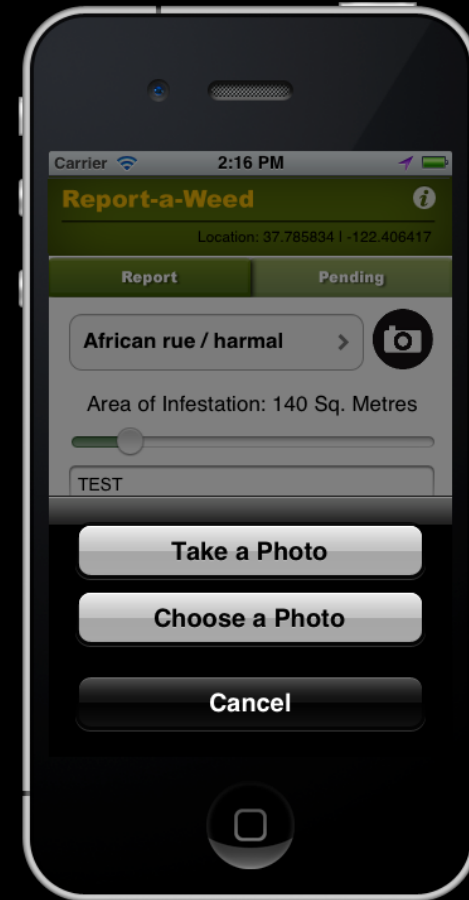 Carrier 2:16 PM
Report-a-Weed
Location: 37.785834 | -122.406417
Report Pending
African rue / harmal
Area of Infestation: 140 Sq. Metres
TEST
Take a Photo
Choose a Photo
Cancel